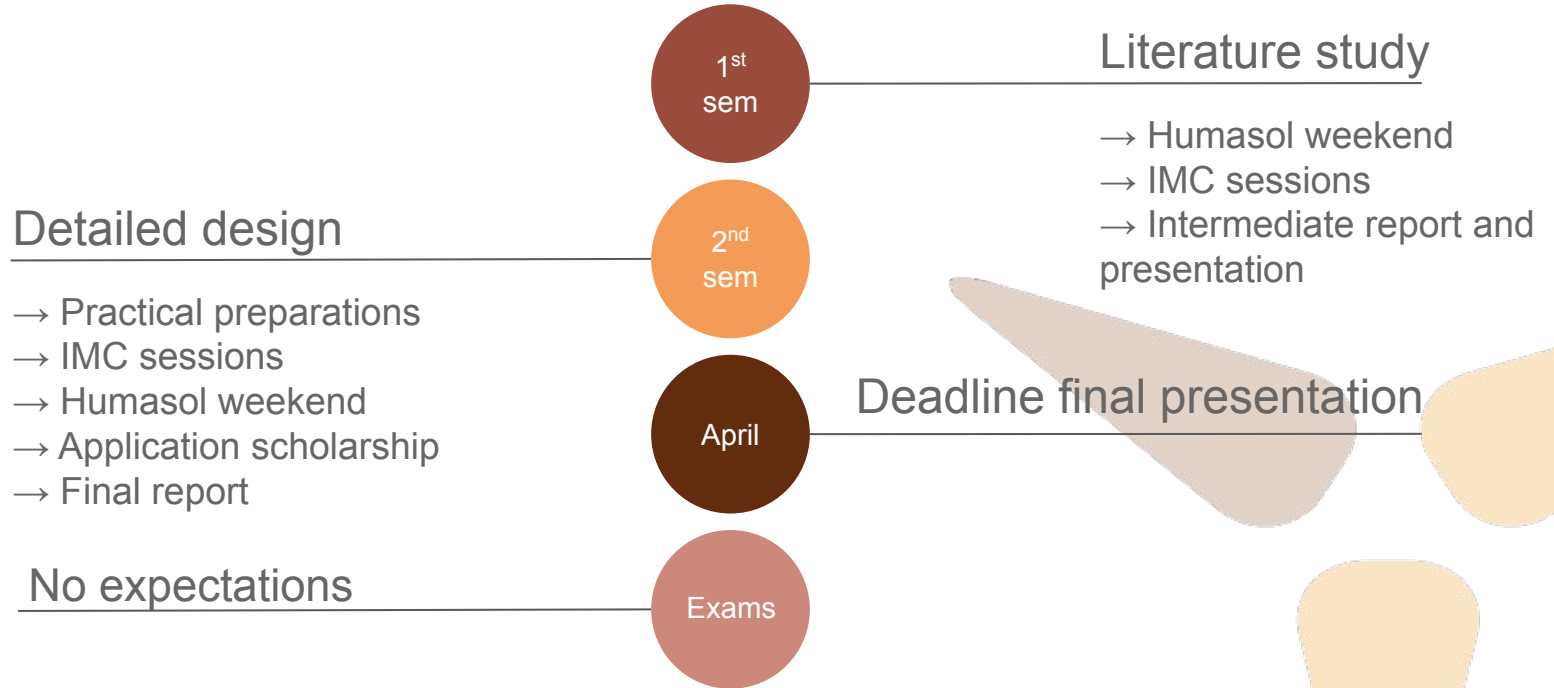 1st
sem
Literature study
→ Humasol weekend
→ IMC sessions
→ Intermediate report and
presentation
2nd
sem
Detailed design
→ Practical preparations
→ IMC sessions
→ Humasol weekend
→ Application scholarship
→ Final report
April
Deadline final presentation
Exams
No expectations